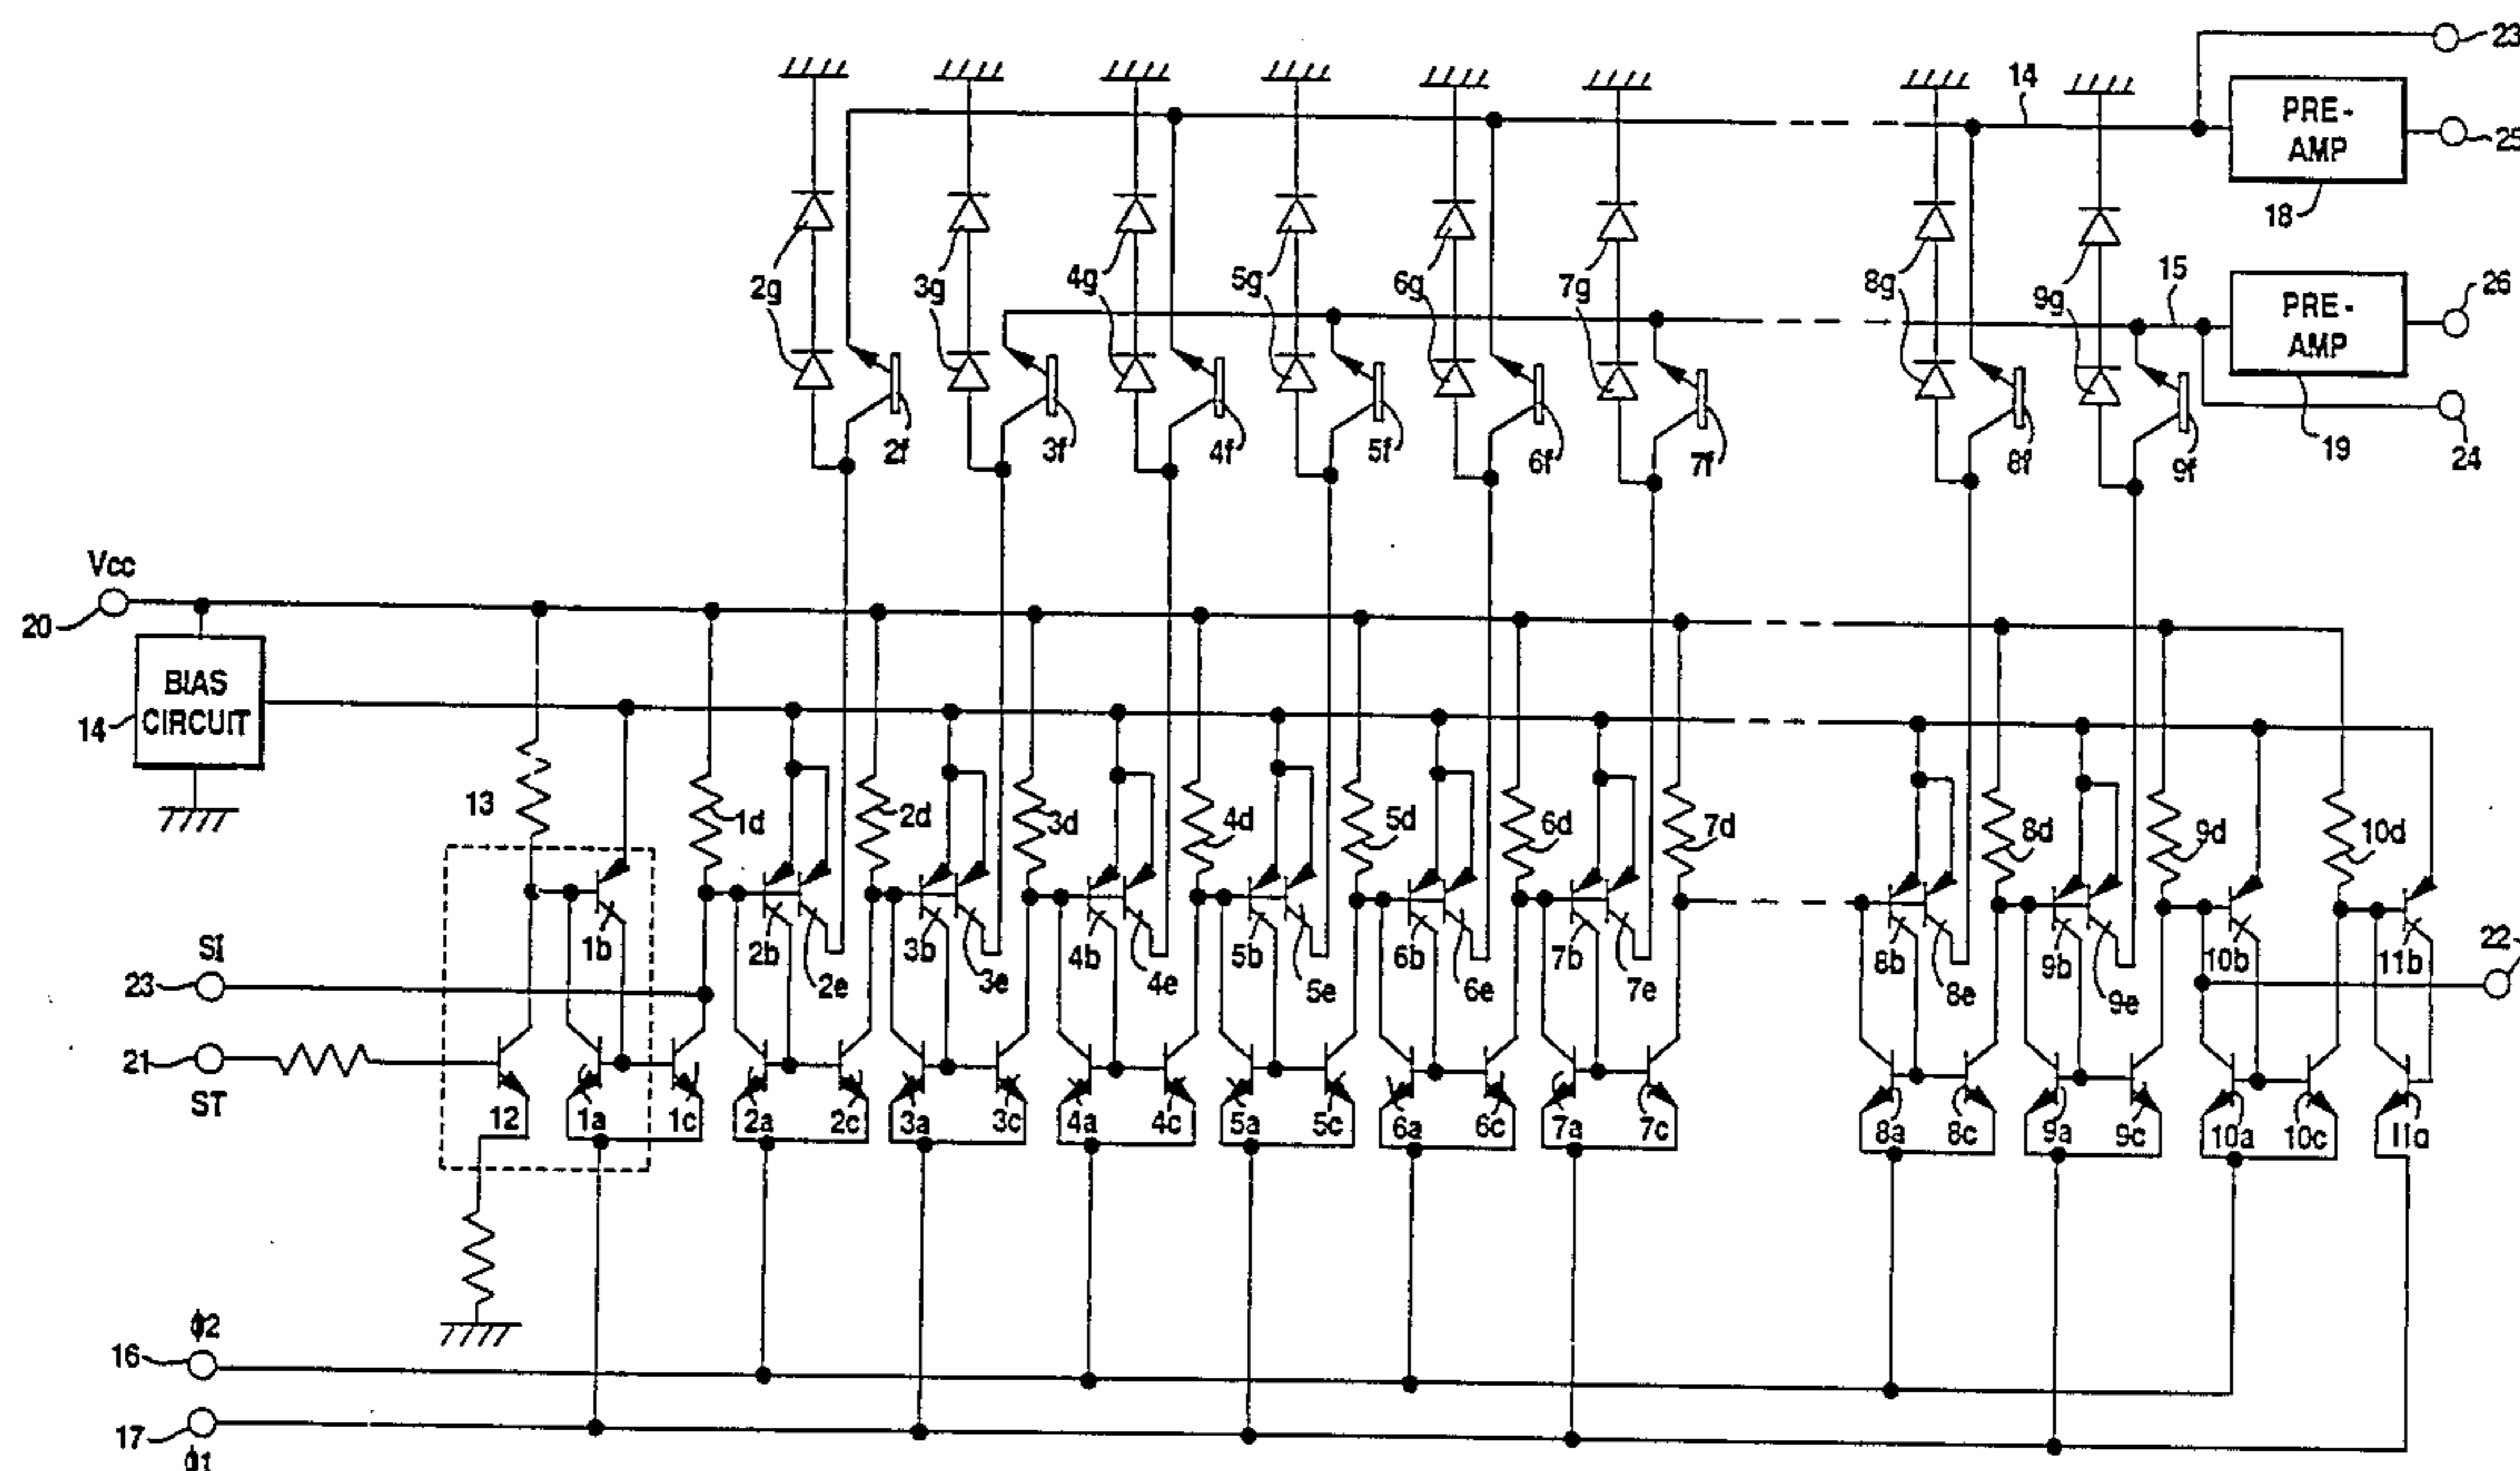 23
14
PRE-
AMP
25
18
2g
3g
4g
5g
6g
7g
8g
9g
15
PRE-
AMP
26
2f
3f
4f
5f
6f
7f
8f
9f
19
24
Vcc
20
BIAS
CIRCUIT
14
13
1d
2d
3d
4d
5d
6d
7d
8d
9d
10d
1b
2b
2e
3b
3e
4b
4e
5b
5e
6b
6e
7b
7e
8b
8e
9b
9e
10b
11b
22
SI
23
21
ST
12
1a
1c
2a
2c
3a
3c
4a
4c
5a
5c
6a
6c
7a
7c
8a
8c
9a
9c
10a
10c
11a
ϕ2
16
17
ϕ1